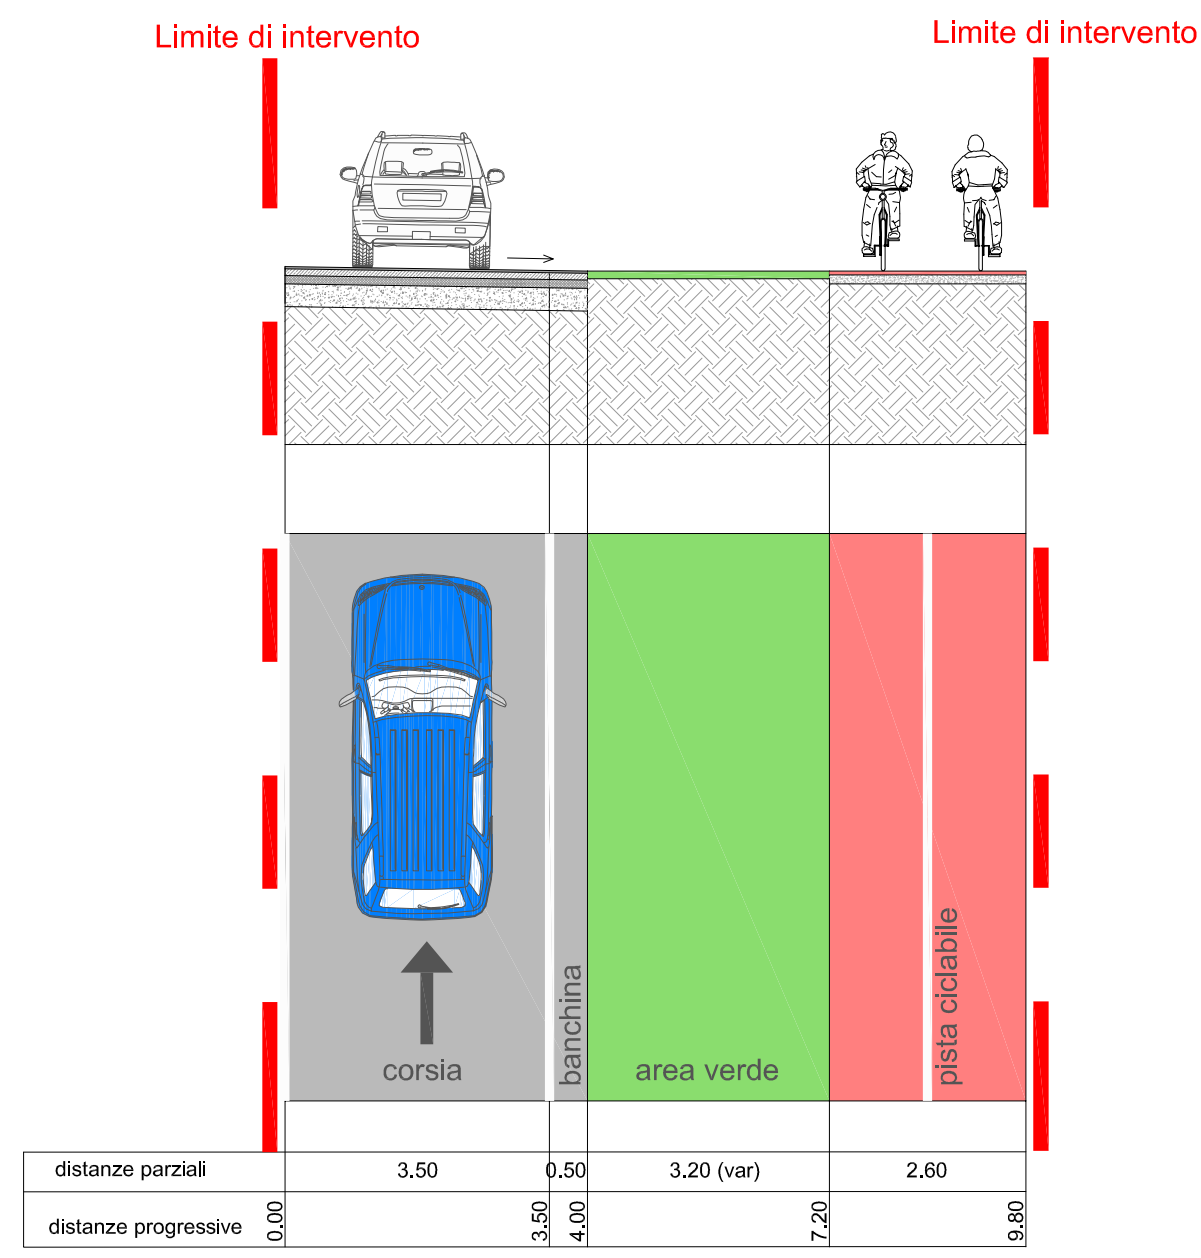 Limite di intervento
Limite di intervento
corsia
banchina
area verde
pista ciclabile
distanze parziali
3.50
0.50
3.20 (var)
2.60
distanze progressive
0.00
3.50
4.00
7.20
9.80